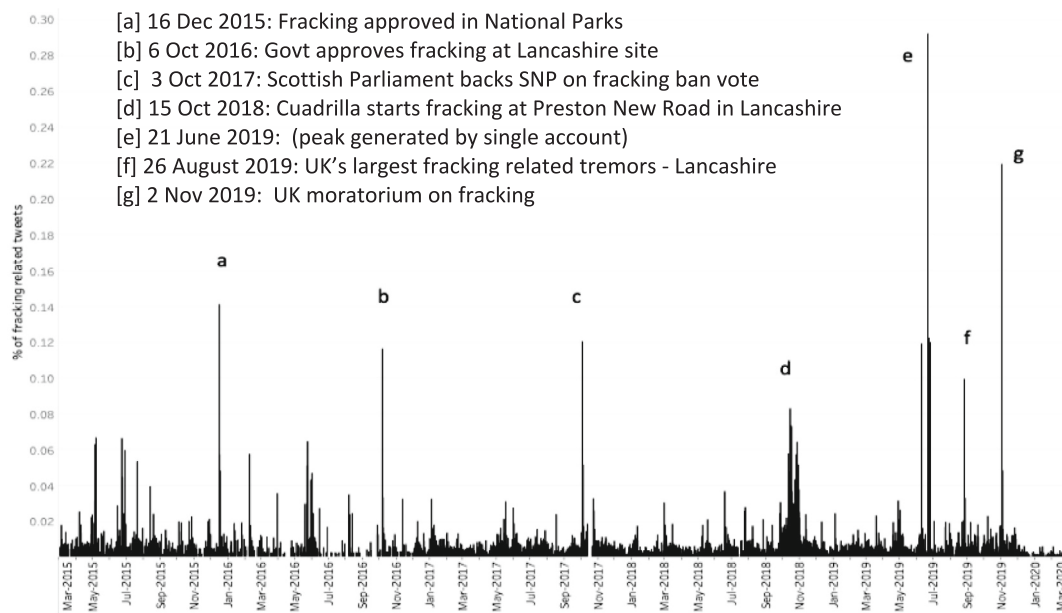 [a] 16 Dec 2015: Fracking approved in National Parks
[b] 6 Oct 2016: Govt approves fracking at Lancashire site
[c] 3 Oct 2017: Scottish Parliament backs SNP on fracking ban vote
[d] 15 Oct 2018: Cuadrilla starts fracking at Preston New Road in Lancashire
[e] 21 June 2019: (peak generated by single account)
[f] 26 August 2019: UK’s largest fracking related tremors - Lancashire
[g] 2 Nov 2019: UK moratorium on fracking
% of fracking related tweets
0.30
0.28
0.26
0.24
0.22
0.20
0.18
0.16
0.14
0.12
0.10
0.08
0.06
0.04
0.02
a
b
c
d
e
f
g
Mar-2015
May-2015
Jul-2015
Sep-2015
Nov-2015
Jan-2016
Mar-2016
May-2016
Jul-2016
Sep-2016
Nov-2016
Jan-2017
Mar-2017
May-2017
Jul-2017
Sep-2017
Nov-2017
Jan-2018
Mar-2018
May-2018
Jul-2018
Sep-2018
Nov-2018
Jan-2019
Mar-2019
May-2019
Jul-2019
Sep-2019
Nov-2019
Jan-2020